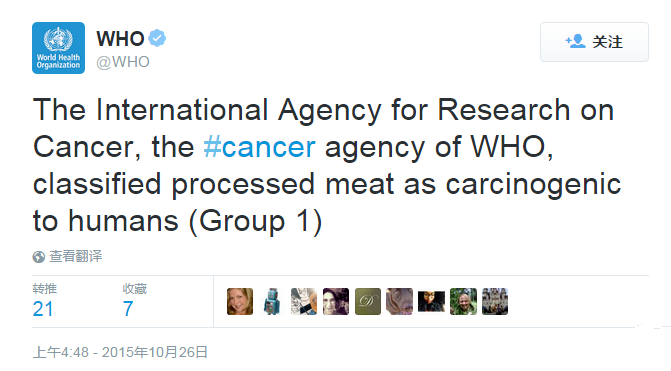 World Health
Organization
WHO
@WHO
关注
The International Agency for Research on
Cancer, the #cancer agency of WHO,
classified processed meat as carcinogenic
to humans (Group 1)
查看翻译
转推 收藏
21 7
上午4:48 - 2015年10月26日